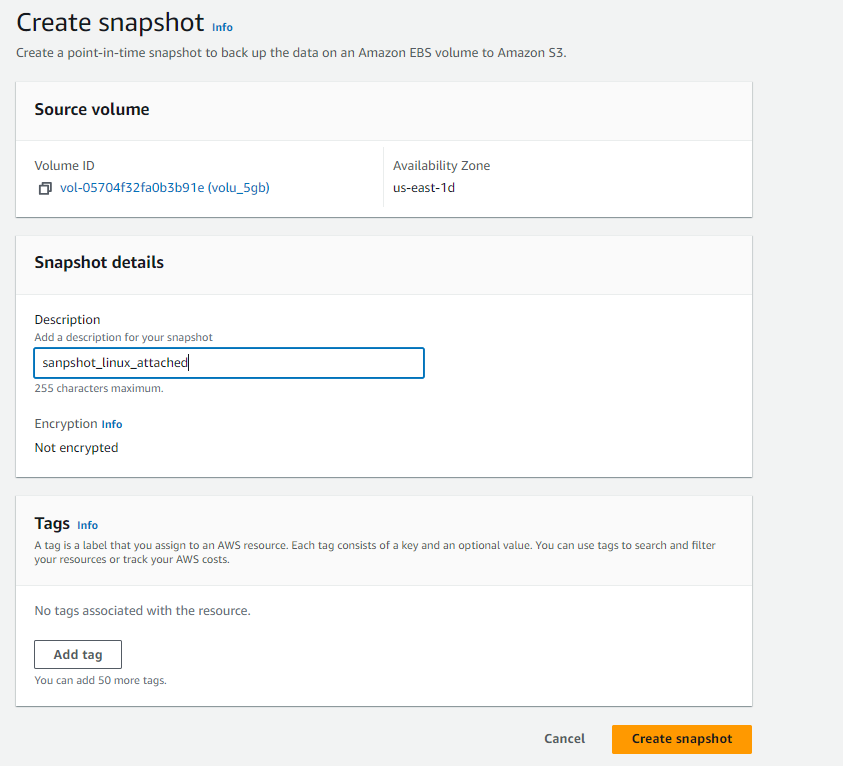 Create snapshot Info
Create a point-in-time snapshot to back up the data on an Amazon EBS volume to Amazon S3.
Source volume
Volume ID
vol-05704f32fa0b3b91e (volu_5gb)
Availability Zone
us-east-1d
Snapshot details
Description
Add a description for your snapshot
sanpshot_linux_attached
255 characters maximum.
Encryption Info
Not encrypted
Tags Info
A tag is a label that you assign to an AWS resource. Each tag consists of a key and an optional value. You can use tags to search and filter
your resources or track your AWS costs.
No tags associated with the resource.
Add tag
You can add 50 more tags.
Cancel
Create snapshot